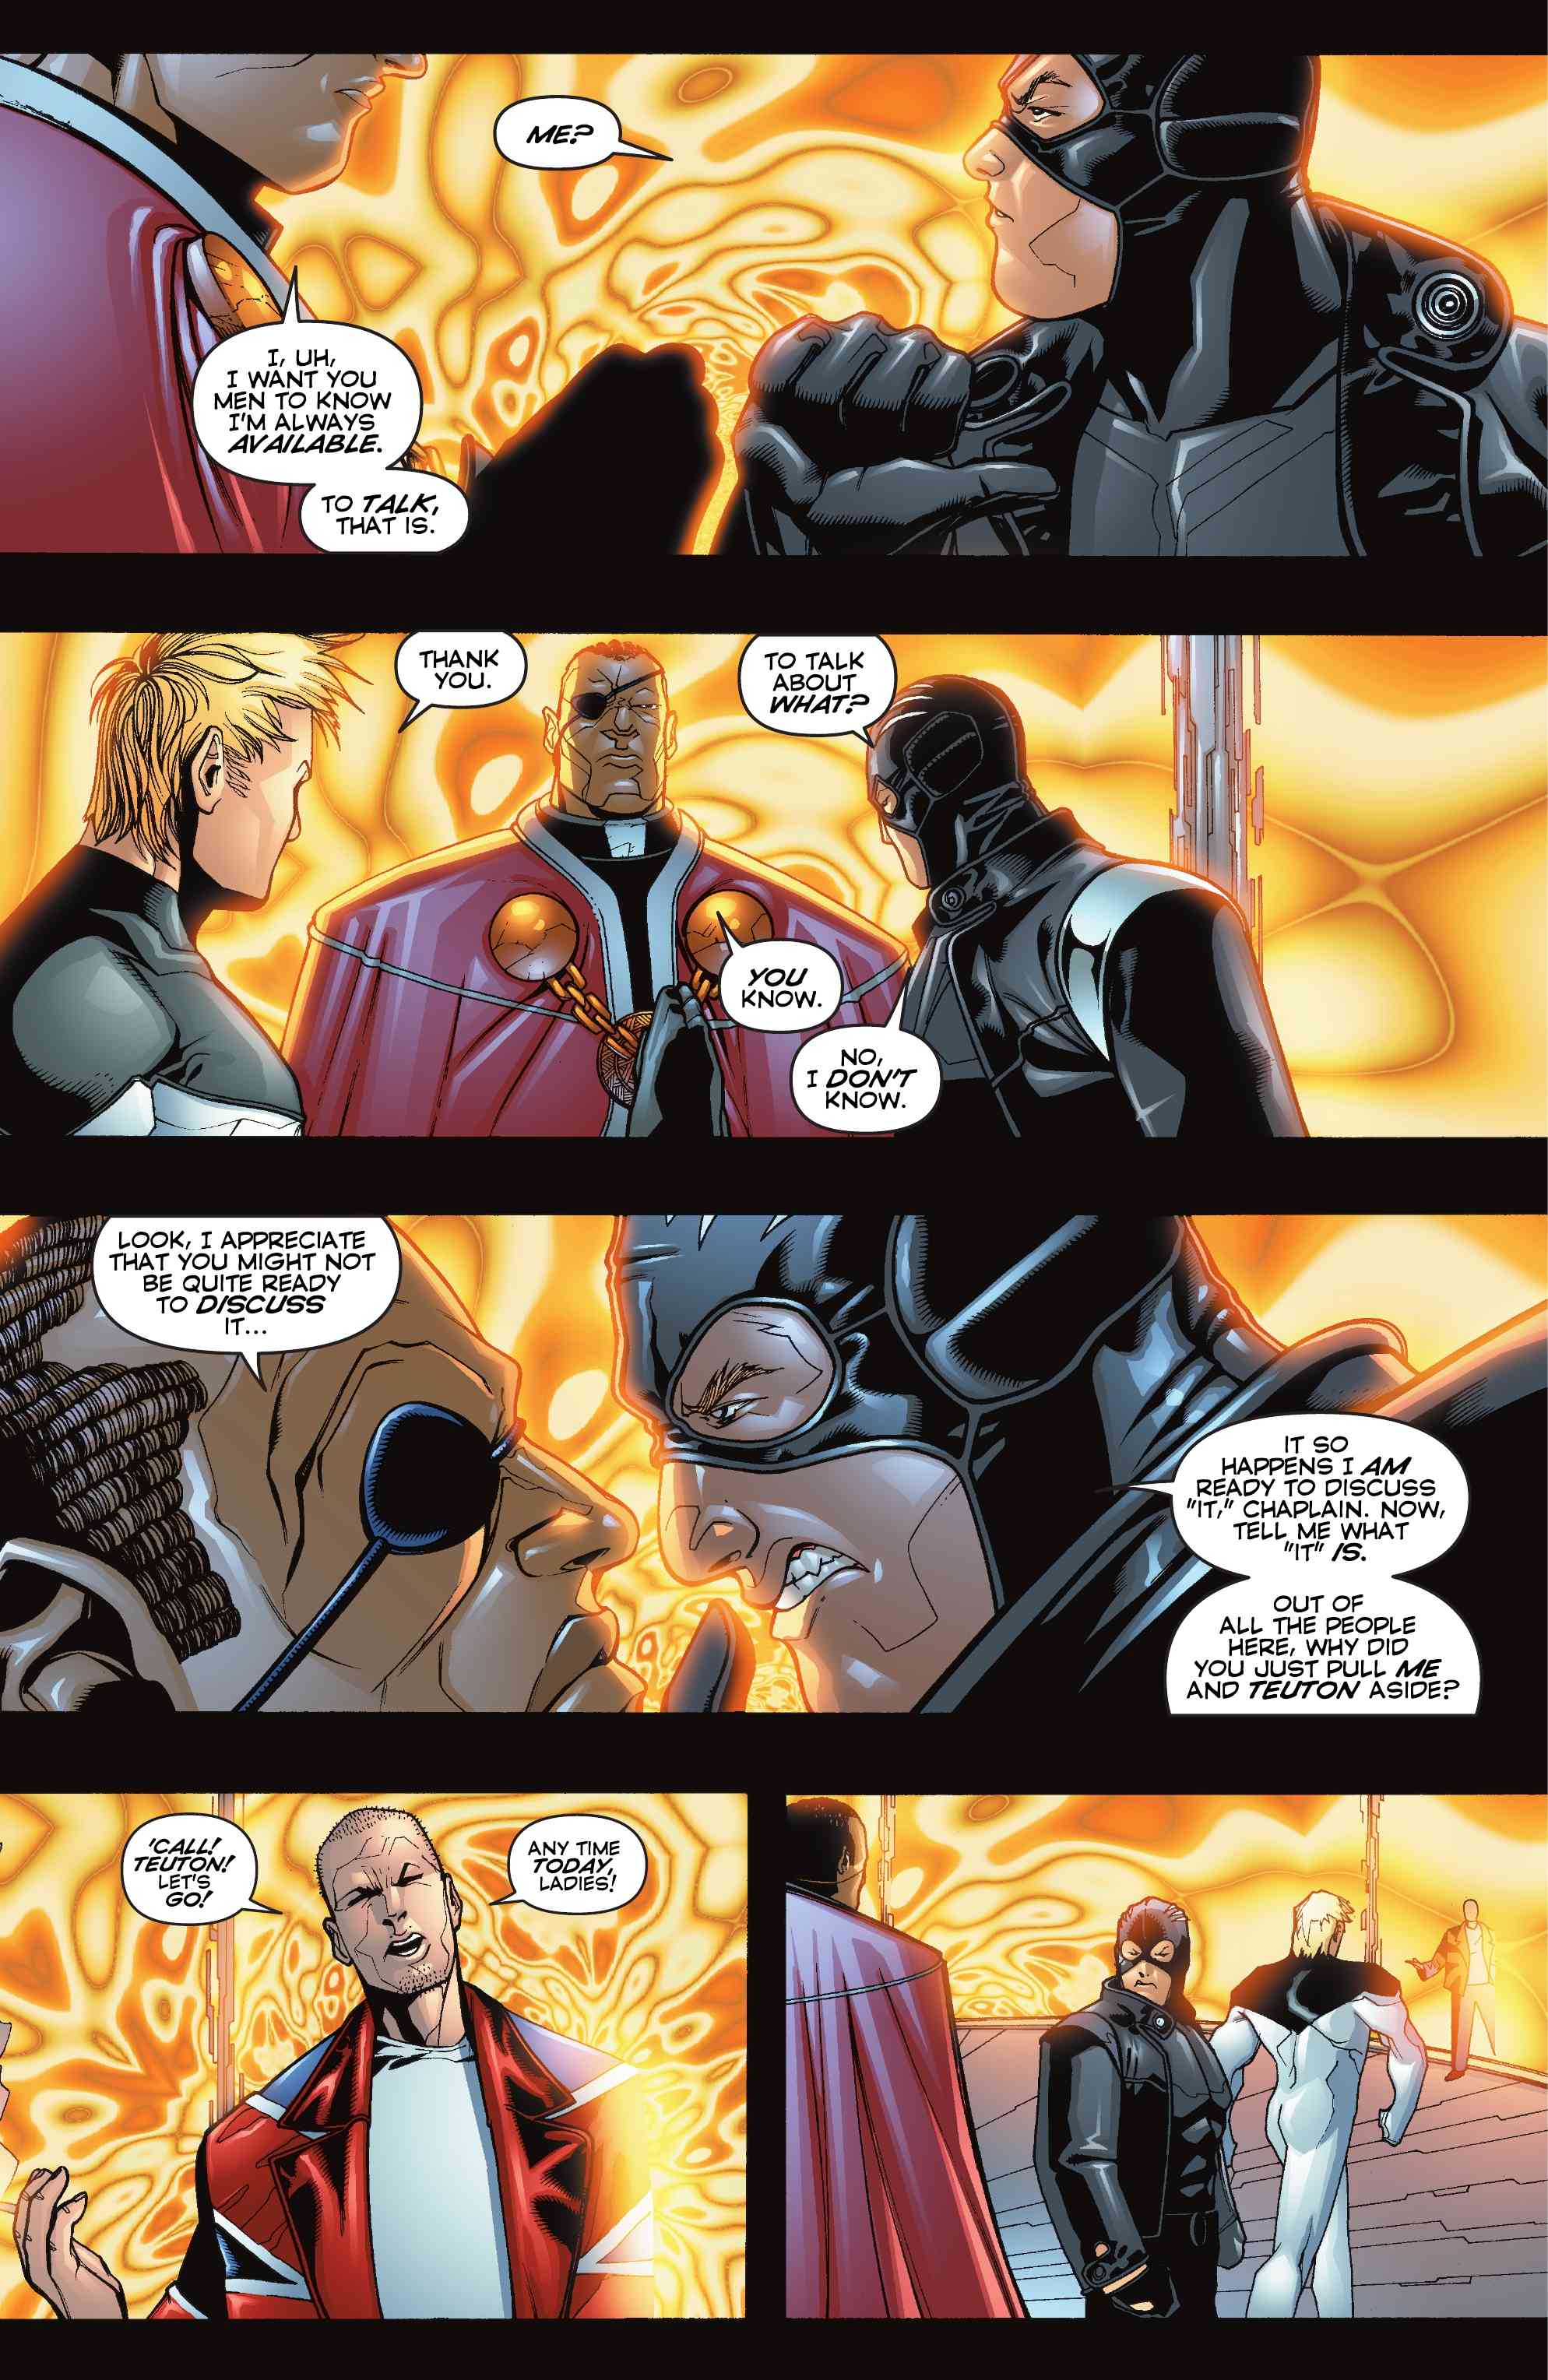 ME?
I, UH,
I WANT YOU
MEN TO KNOW
I'M ALWAYS
AVAILABLE.
TO TALK,
THAT IS.
THANK
YOU.
TO TALK
ABOUT
WHAT?
YOU
KNOW.
NO,
I DON'T
KNOW.
LOOK, I APPRECIATE
THAT YOU MIGHT NOT
BE QUITE READY
TO DISCUSS
IT...
IT SO
HAPPENS I AM
READY TO DISCUSS
"IT," CHAPLAIN. NOW,
TELL ME WHAT
"IT" IS.
OUT OF
ALL THE PEOPLE
HERE, WHY DID
YOU JUST PULL ME
AND TEUTON ASIDE?
'CALL!
TEUTON!
LET'S
GO!
ANY TIME
TODAY,
LADIES!